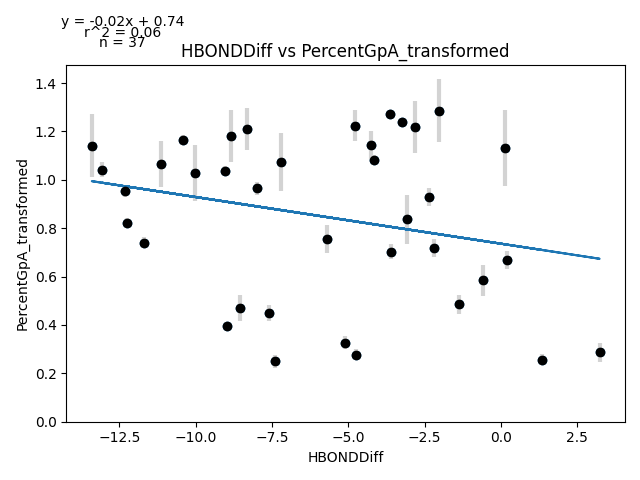 y = -0.02x + 0.74
r^2 = 0.06
n = 37
HBONDDiff vs PercentGpA_transformed
PercentGpA_transformed
1.4
1.2
1.0
0.8
0.6
0.4
0.2
0.0
−12.5 −10.0 −7.5 −5.0 −2.5 0.0 2.5
HBONDDiff